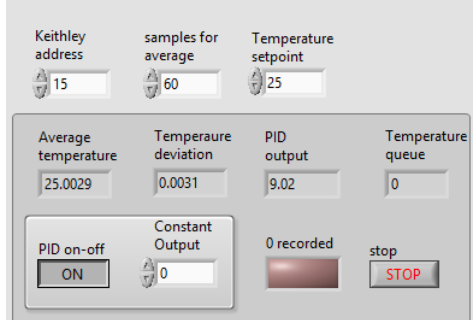 Keithley address
samples for average
Temperature setpoint
15
60
25
Average temperature
Temperaure deviation
PID output
Temperature queue
25.0029
0.0031
9.02
0
PID on-off
Constant Output
0 recorded
stop
ON
0
STOP